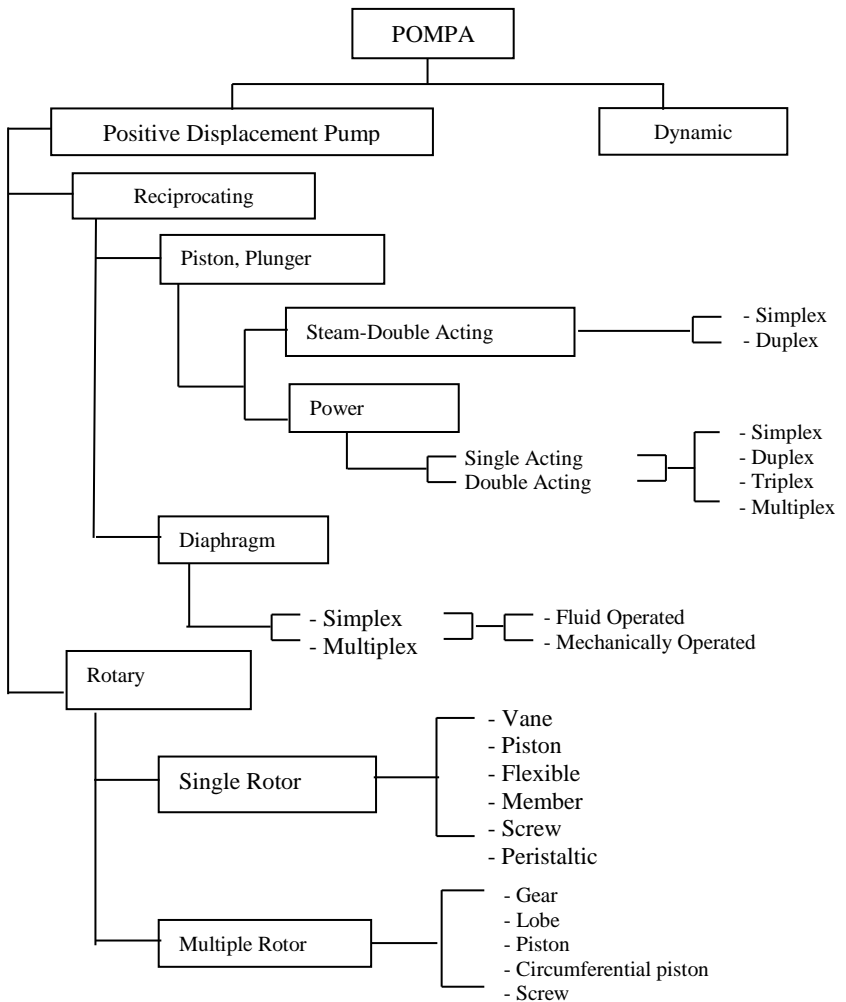 POMPA
Positive Displacement Pump
Dynamic
Reciprocating
Piston, Plunger
Steam-Double Acting
- Simplex
- Duplex
Power
Single Acting
Double Acting
- Simplex
- Duplex
- Triplex
- Multiplex
Diaphragm
- Simplex
- Multiplex
- Fluid Operated
- Mechanically Operated
Rotary
Single Rotor
- Vane
- Piston
- Flexible
- Member
- Screw
- Peristaltic
Multiple Rotor
- Gear
- Lobe
- Piston
- Circumferential piston
- Screw